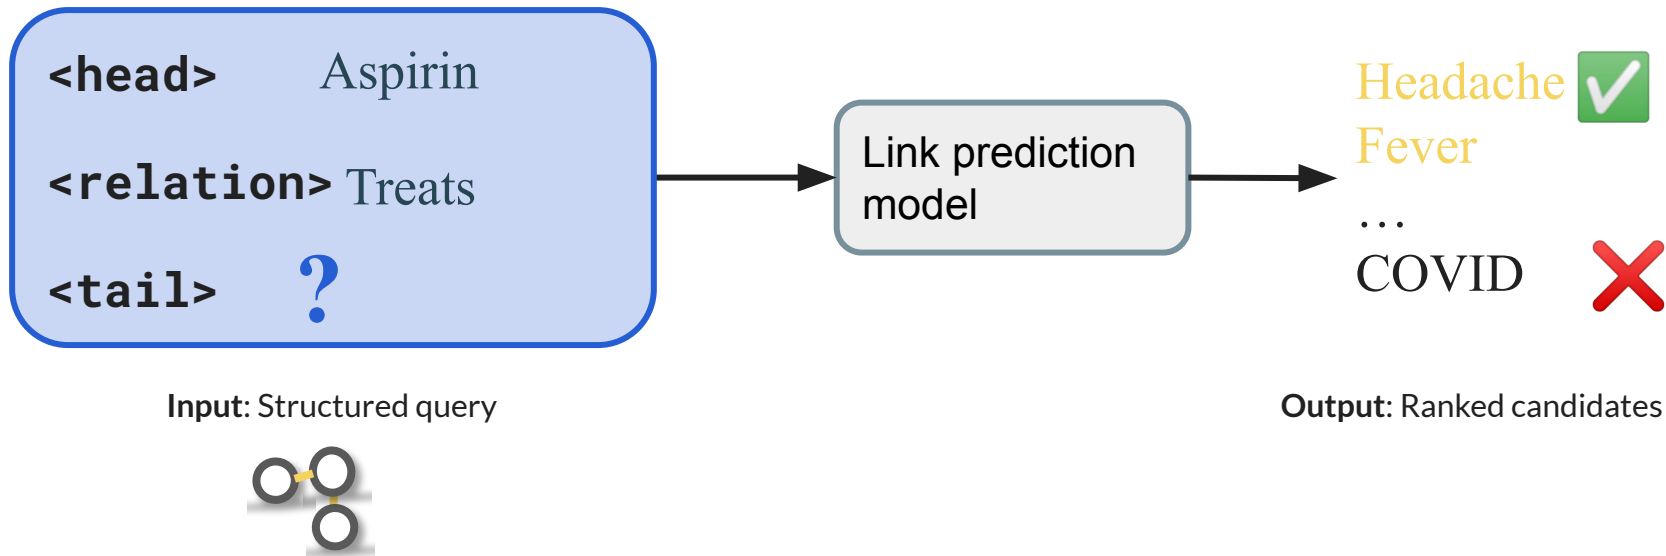 <head> Aspirin
<relation> Treats
<tail> ?
Input: Structured query
Link prediction
model
Headache
Fever
…
COVID
Output: Ranked candidates